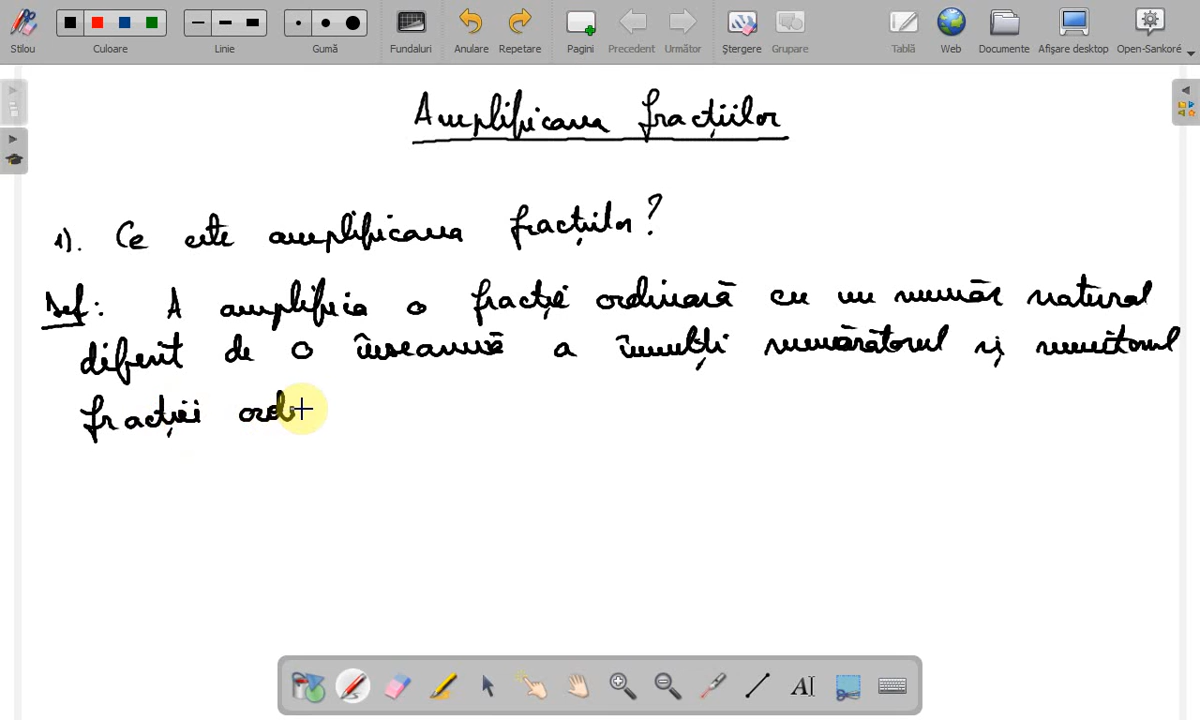 Stilou Culoare Linie Gumă Fundaluri Anulare Repetare Pagini Precedent Următor Ștergere Grupare Tablă Web Documente Afişare desktop Open-Sankoré
Amplificarea fracțiilor
1). Ce este amplificarea fracțiilor?
Def: A amplifica o fracție ordinară cu un număr natural
diferit de 0 înseamnă a înmulți numărătorul și numitorul
fracției ord
AI